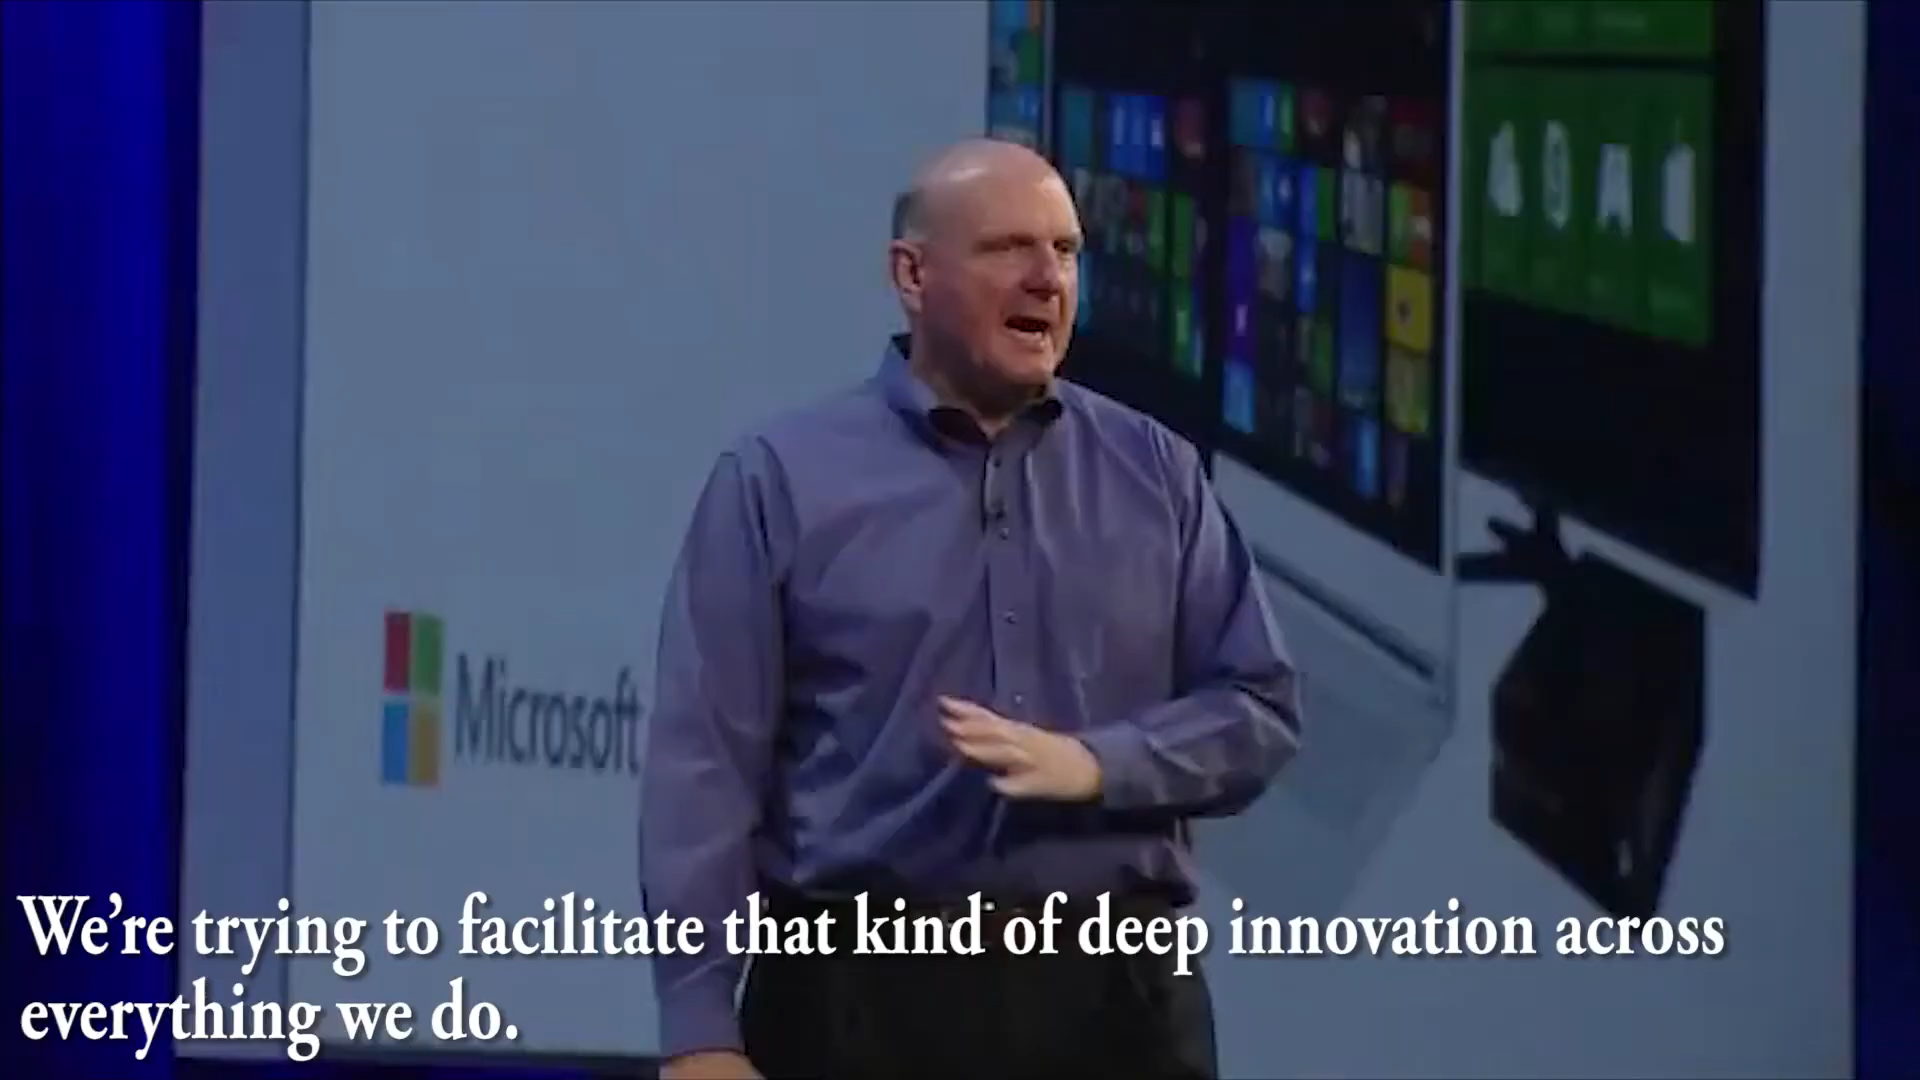 Microsoft
We’re trying to facilitate that kind of deep innovation across
everything we do.